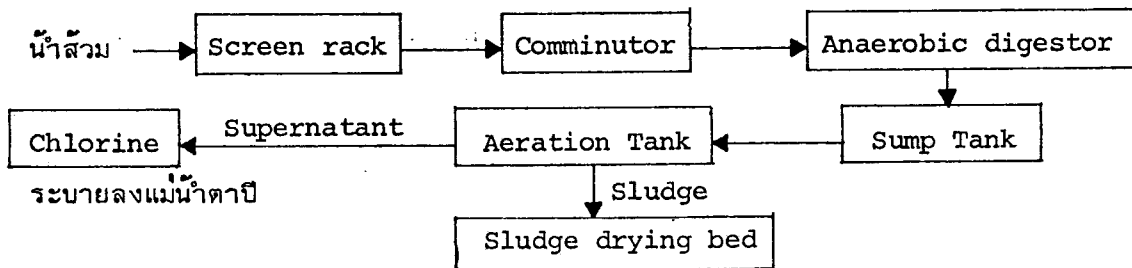 น้ำส้วม Screen rack Comminutor Anaerobic digestor
Chlorine Supernatant Aeration Tank Sump Tank
ระบายลงแม่น้ำตาปี
Sludge
Sludge drying bed